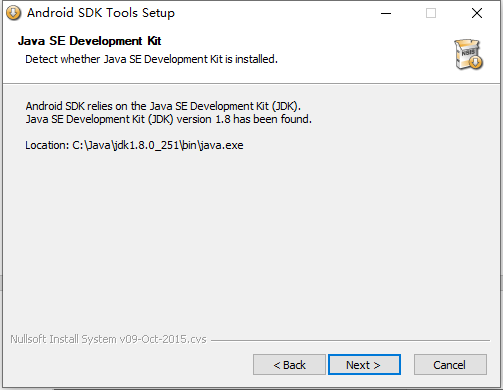 Android SDK Tools Setup
Java SE Development Kit
Detect whether Java SE Development Kit is installed.
NSIS
Android SDK relies on the Java SE Development Kit (JDK).
Java SE Development Kit (JDK) version 1.8 has been found.
Location: C:\Java\jdk1.8.0_251\bin\java.exe
Nullsoft Install System v09-Oct-2015.cvs
< Back
Next >
Cancel